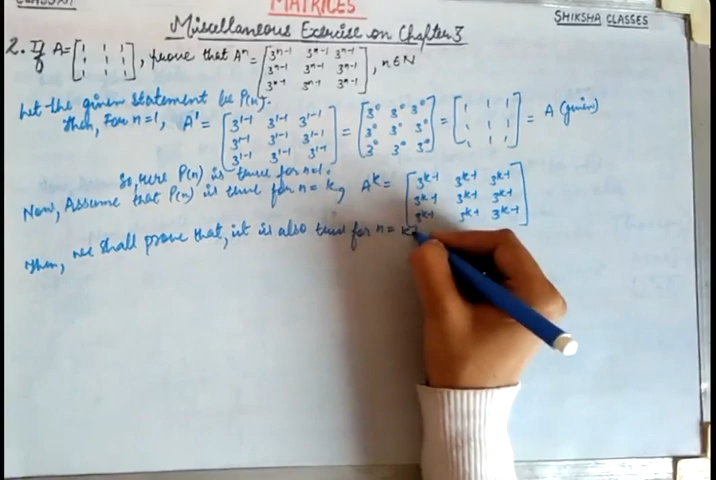 MATRICES
SHIKSHA CLASSES
Miscellaneous Exercise on Chapter 3
2. If A = [1 1 1 1 1 1 1 1 1], prove that Aⁿ = [3ⁿ⁻¹ 3ⁿ⁻¹ 3ⁿ⁻¹ 3ⁿ⁻¹ 3ⁿ⁻¹ 3ⁿ⁻¹ 3ⁿ⁻¹ 3ⁿ⁻¹ 3ⁿ⁻¹], n∈N
Let the given statement be P(n).
Then, For n=1, A¹ = [3¹⁻¹ 3¹⁻¹ 3¹⁻¹ 3¹⁻¹ 3¹⁻¹ 3¹⁻¹ 3¹⁻¹ 3¹⁻¹ 3¹⁻¹] = [3⁰ 3⁰ 3⁰ 3⁰ 3⁰ 3⁰ 3⁰ 3⁰ 3⁰] = [1 1 1 1 1 1 1 1 1] = A (given)
So, Here P(n) is true for n=1.
Now, Assume that P(n) is true for n = k, Aᵏ = [3ᵏ⁻¹ 3ᵏ⁻¹ 3ᵏ⁻¹ 3ᵏ⁻¹ 3ᵏ⁻¹ 3ᵏ⁻¹ 3ᵏ⁻¹ 3ᵏ⁻¹ 3ᵏ⁻¹]
Then, we shall prove that, it is also true for n = k